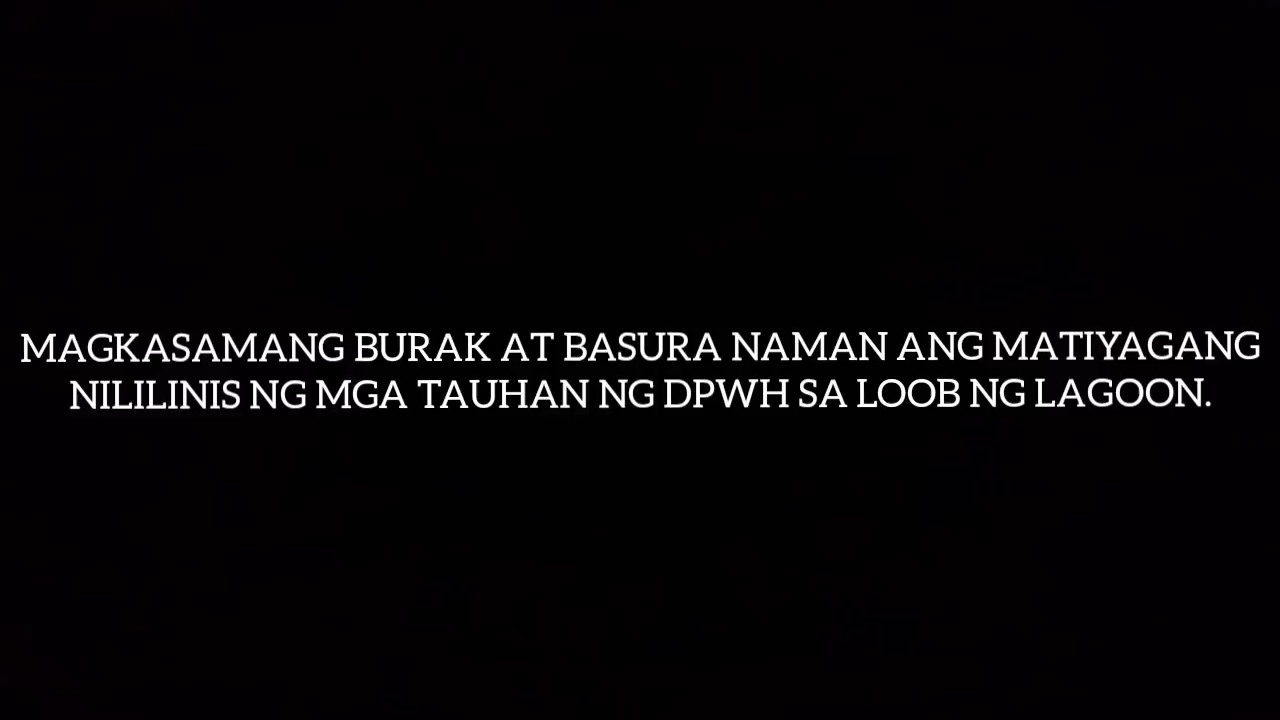 MAGKASAMANG BURAK AT BASURA NAMAN ANG MATIYAGANG
NILILINIS NG MGA TAUHAN NG DPWH SA LOOB NG LAGOON.